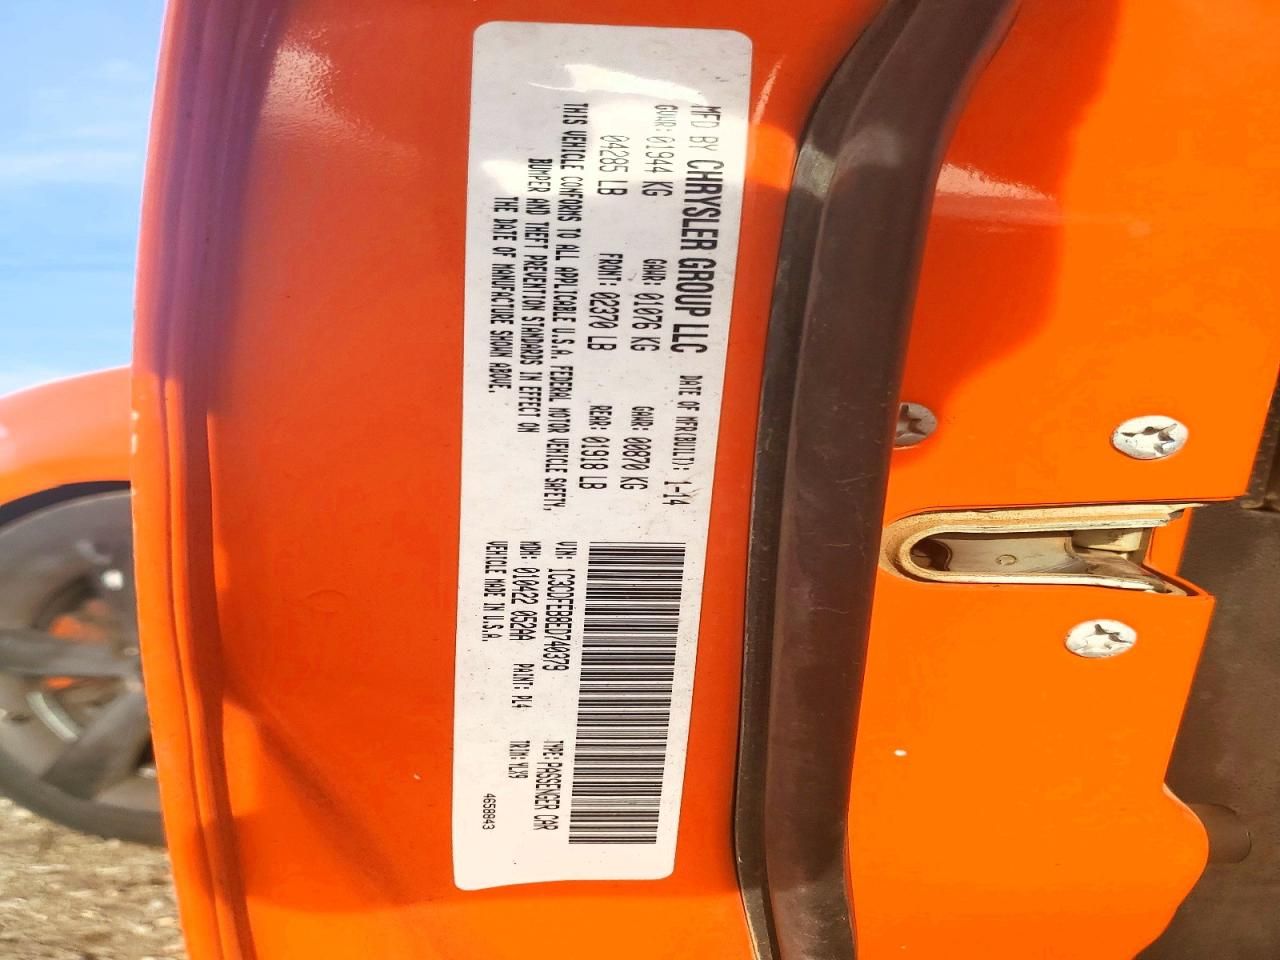 MFD BY CHRYSLER GROUP LLC DATE OF MFR(BUILT): 1-14
GVWR: 01944 KG GAWR: 01076 KG GAWR: 00870 KG
04285 LB FRONT: 02370 LB REAR: 01918 LB
THIS VEHICLE CONFORMS TO ALL APPLICABLE U.S.A. FEDERAL MOTOR VEHICLE SAFETY,
BUMPER AND THEFT PREVENTION STANDARDS IN EFFECT ON
THE DATE OF MANUFACTURE SHOWN ABOVE.
VIN: 1C3CDFEB8ED740379 TYPE: PASSENGER CAR
MDH: 010422 052AA PAINT: PL4 TRIM: YLX9
VEHICLE MADE IN U.S.A. 4658843